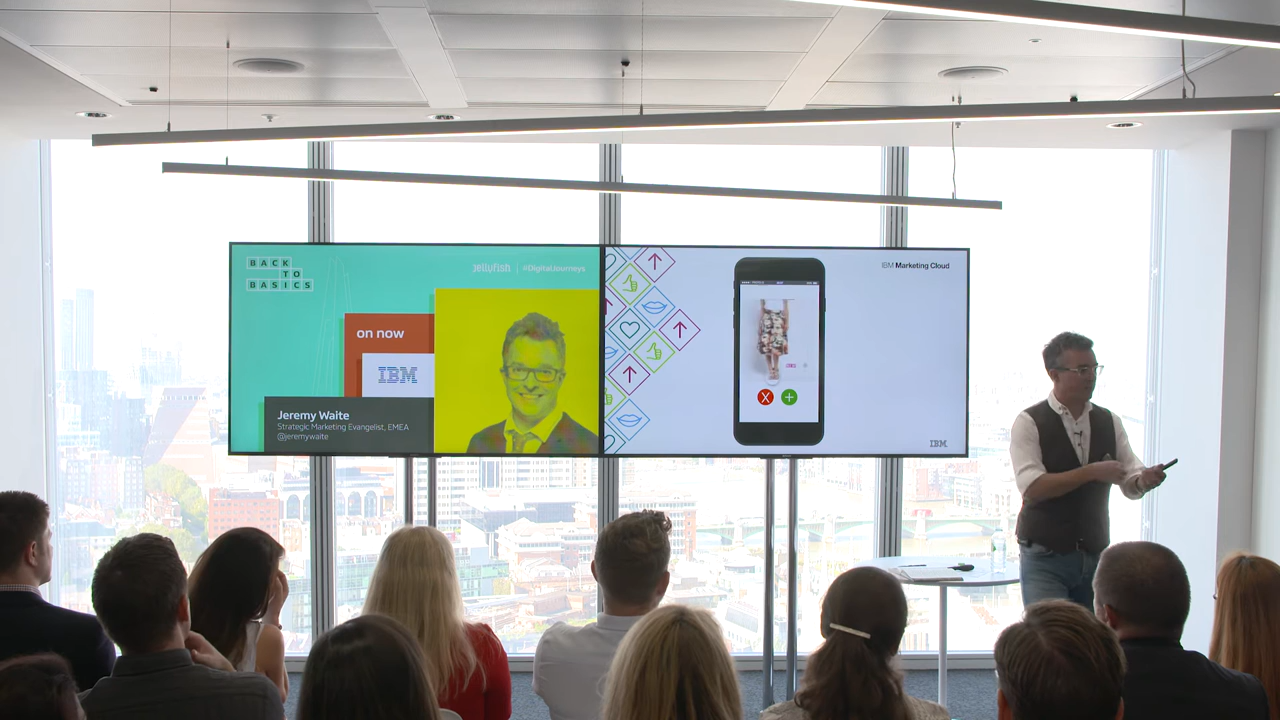 BACK
TO
BASICS
Jellyfish | #DigitalJourneys
on now
IBM
Jeremy Waite
Strategic Marketing Evangelist, EMEA
@jeremywaite
IBM Marketing Cloud
X +
IBM